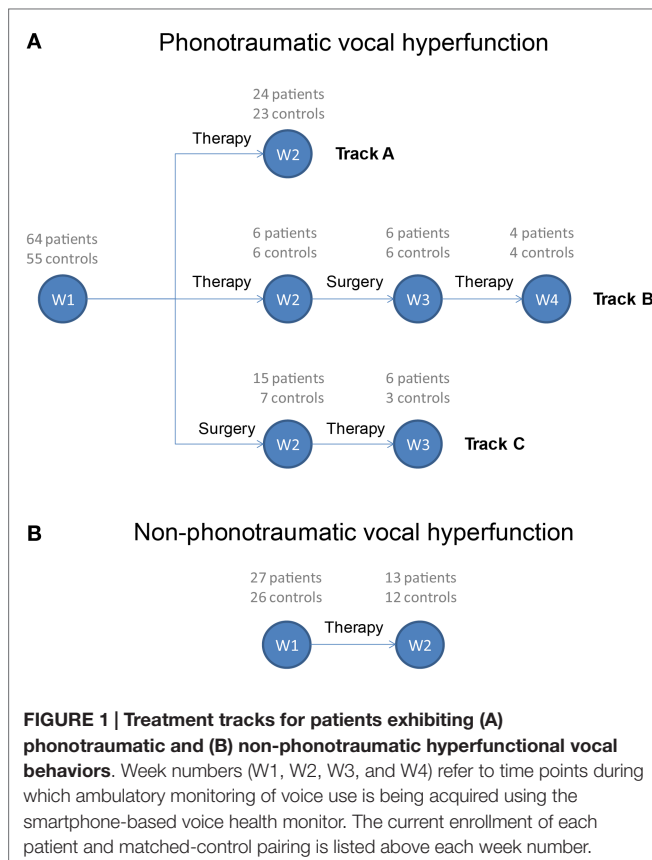 A Phonotraumatic vocal hyperfunction
24 patients
23 controls
Therapy
W2
Track A
64 patients
55 controls
W1
6 patients
6 controls
6 patients
6 controls
4 patients
4 controls
Therapy
W2
Surgery
W3
Therapy
W4
Track B
15 patients
7 controls
6 patients
3 controls
Surgery
W2
Therapy
W3
Track C
B Non-phonotraumatic vocal hyperfunction
27 patients
26 controls
13 patients
12 controls
W1
Therapy
W2
FIGURE 1 | Treatment tracks for patients exhibiting (A)
phonotraumatic and (B) non-phonotraumatic hyperfunctional vocal
behaviors. Week numbers (W1, W2, W3, and W4) refer to time points during
which ambulatory monitoring of voice use is being acquired using the
smartphone-based voice health monitor. The current enrollment of each
patient and matched-control pairing is listed above each week number.